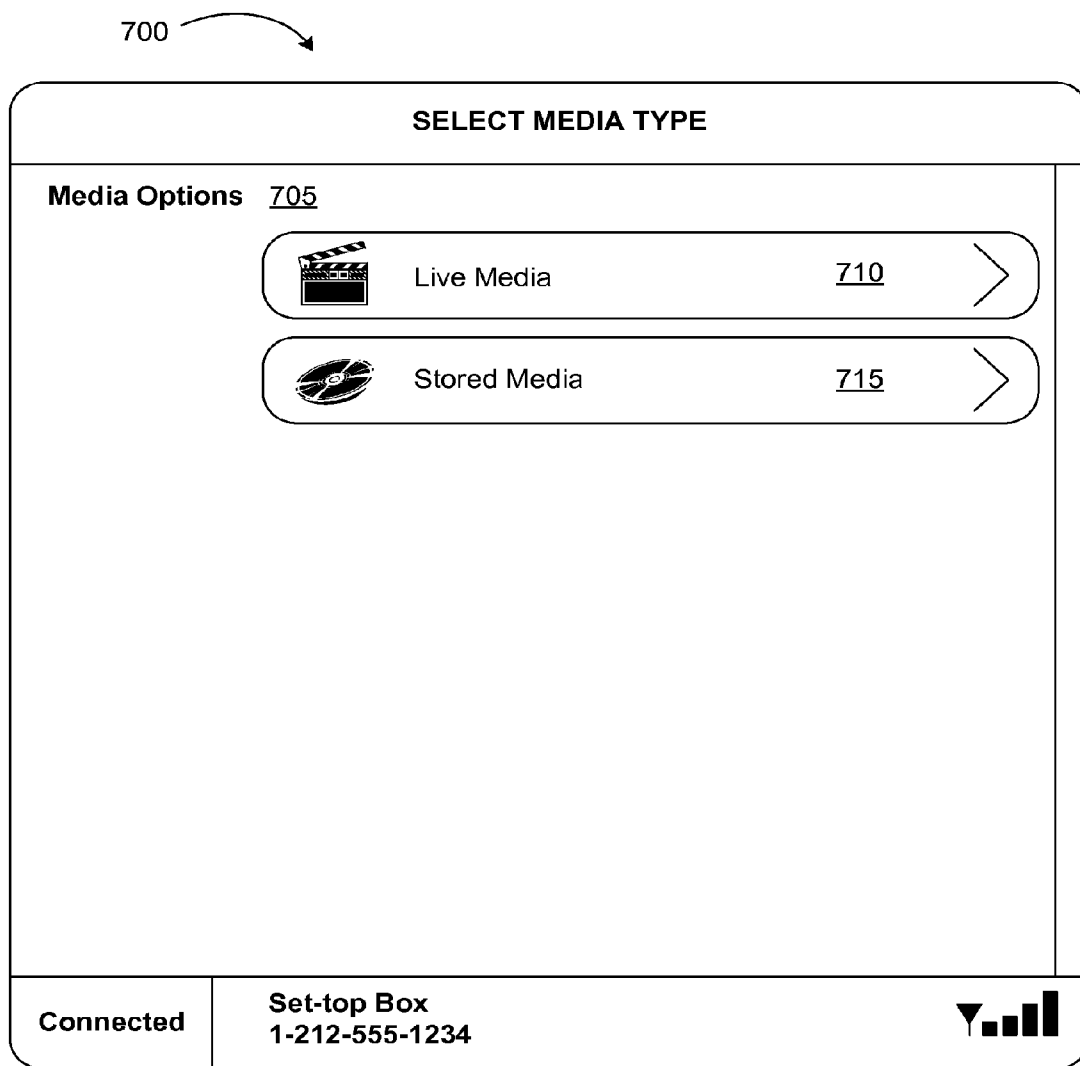 700
SELECT MEDIA TYPE
Media Options 705
Live Media 710
Stored Media 715
Connected
Set-top Box
1-212-555-1234